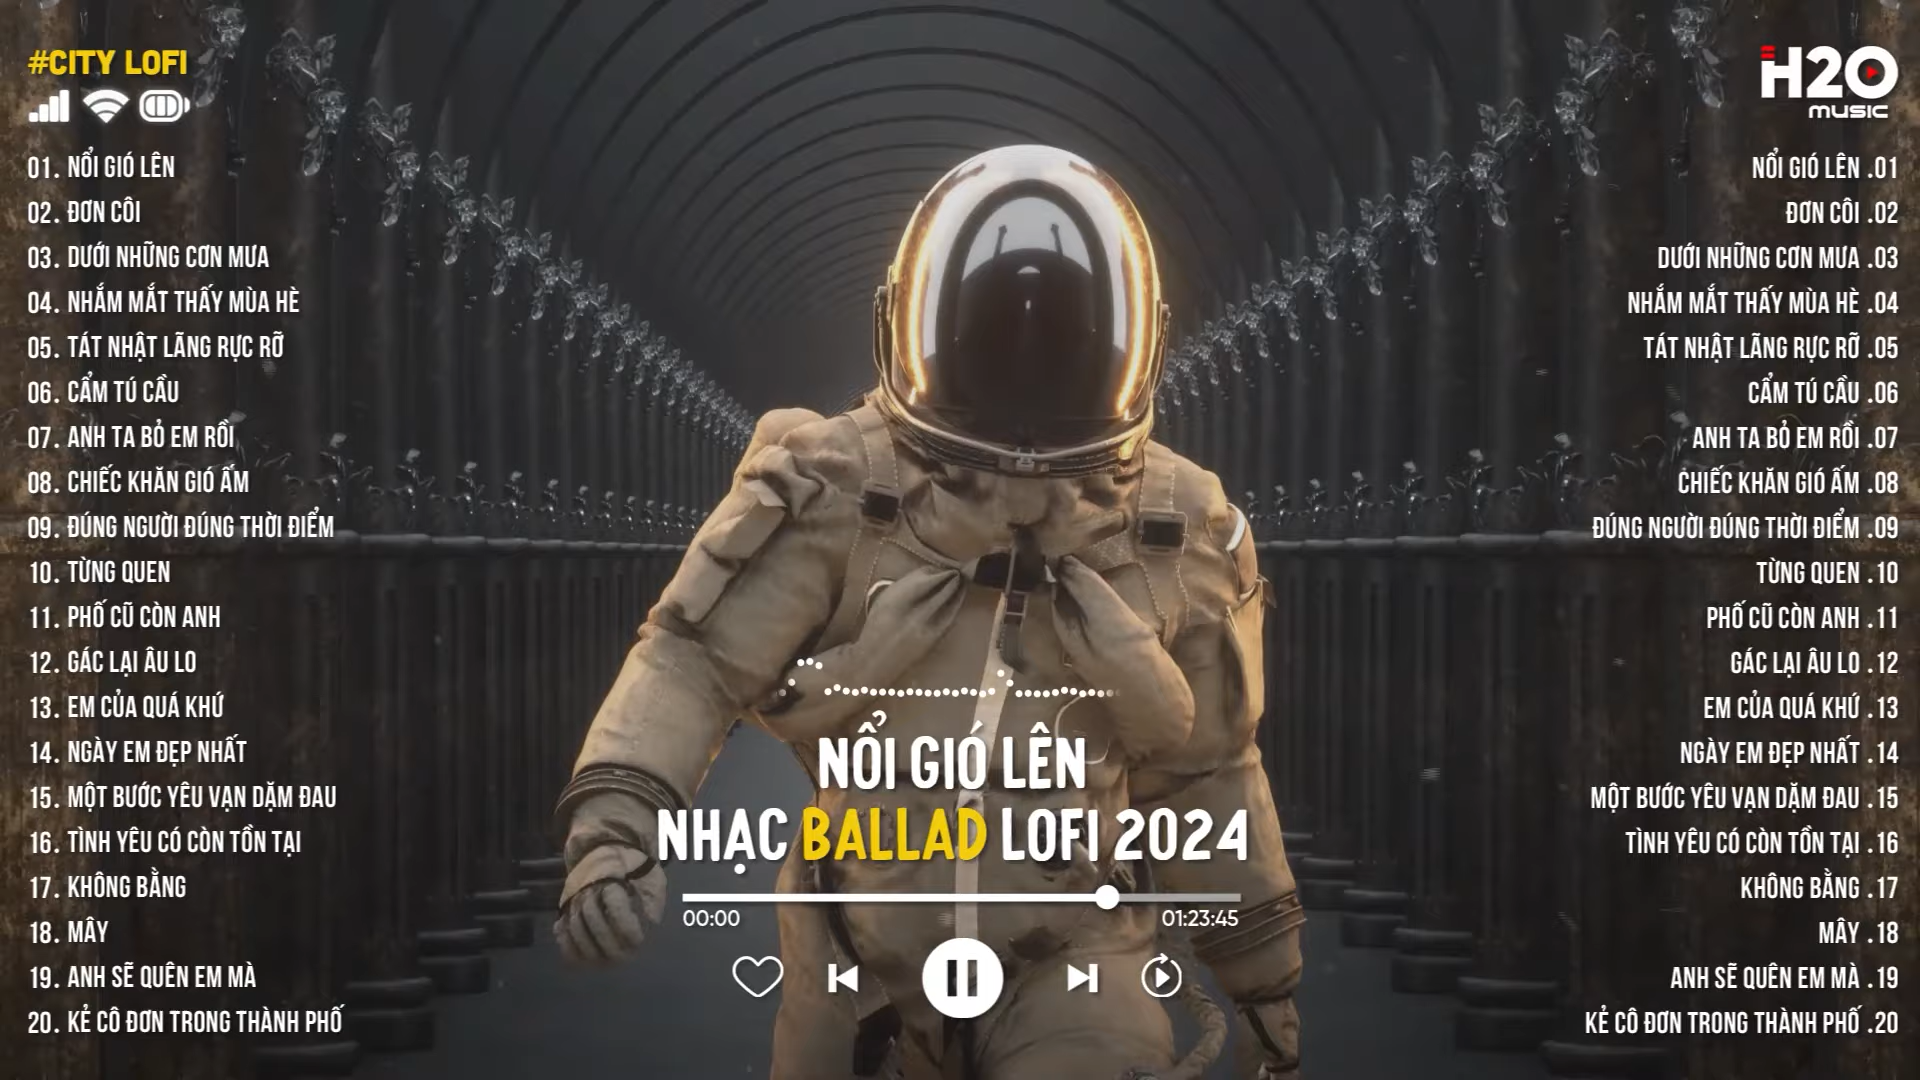 #CITY LOFI
H2O
MUSIC
01. NỔI GIÓ LÊN
02. ĐƠN CÔI
03. DƯỚI NHỮNG CƠN MƯA
04. NHẮM MẮT THẤY MÙA HÈ
05. TÁT NHẬT LÃNG RỰC RỠ
06. CẨM TÚ CẦU
07. ANH TA BỎ EM RỒI
08. CHIẾC KHĂN GIÓ ẤM
09. ĐÚNG NGƯỜI ĐÚNG THỜI ĐIỂM
10. TỪNG QUEN
11. PHỐ CŨ CÒN ANH
12. GÁC LẠI ÂU LO
13. EM CỦA QUÁ KHỨ
14. NGÀY EM ĐẸP NHẤT
15. MỘT BƯỚC YÊU VẠN DẶM ĐAU
16. TÌNH YÊU CÓ CÒN TỒN TẠI
17. KHÔNG BẰNG
18. MÂY
19. ANH SẼ QUÊN EM MÀ
20. KẺ CÔ ĐƠN TRONG THÀNH PHỐ
NỔI GIÓ LÊN
NHẠC BALLAD LOFI 2024
00:00 01:23:45
NỔI GIÓ LÊN .01
ĐƠN CÔI .02
DƯỚI NHỮNG CƠN MƯA .03
NHẮM MẮT THẤY MÙA HÈ .04
TÁT NHẬT LÃNG RỰC RỠ .05
CẨM TÚ CẦU .06
ANH TA BỎ EM RỒI .07
CHIẾC KHĂN GIÓ ẤM .08
ĐÚNG NGƯỜI ĐÚNG THỜI ĐIỂM .09
TỪNG QUEN .10
PHỐ CŨ CÒN ANH .11
GÁC LẠI ÂU LO .12
EM CỦA QUÁ KHỨ .13
NGÀY EM ĐẸP NHẤT .14
MỘT BƯỚC YÊU VẠN DẶM ĐAU .15
TÌNH YÊU CÓ CÒN TỒN TẠI .16
KHÔNG BẰNG .17
MÂY .18
ANH SẼ QUÊN EM MÀ .19
KẺ CÔ ĐƠN TRONG THÀNH PHỐ .20